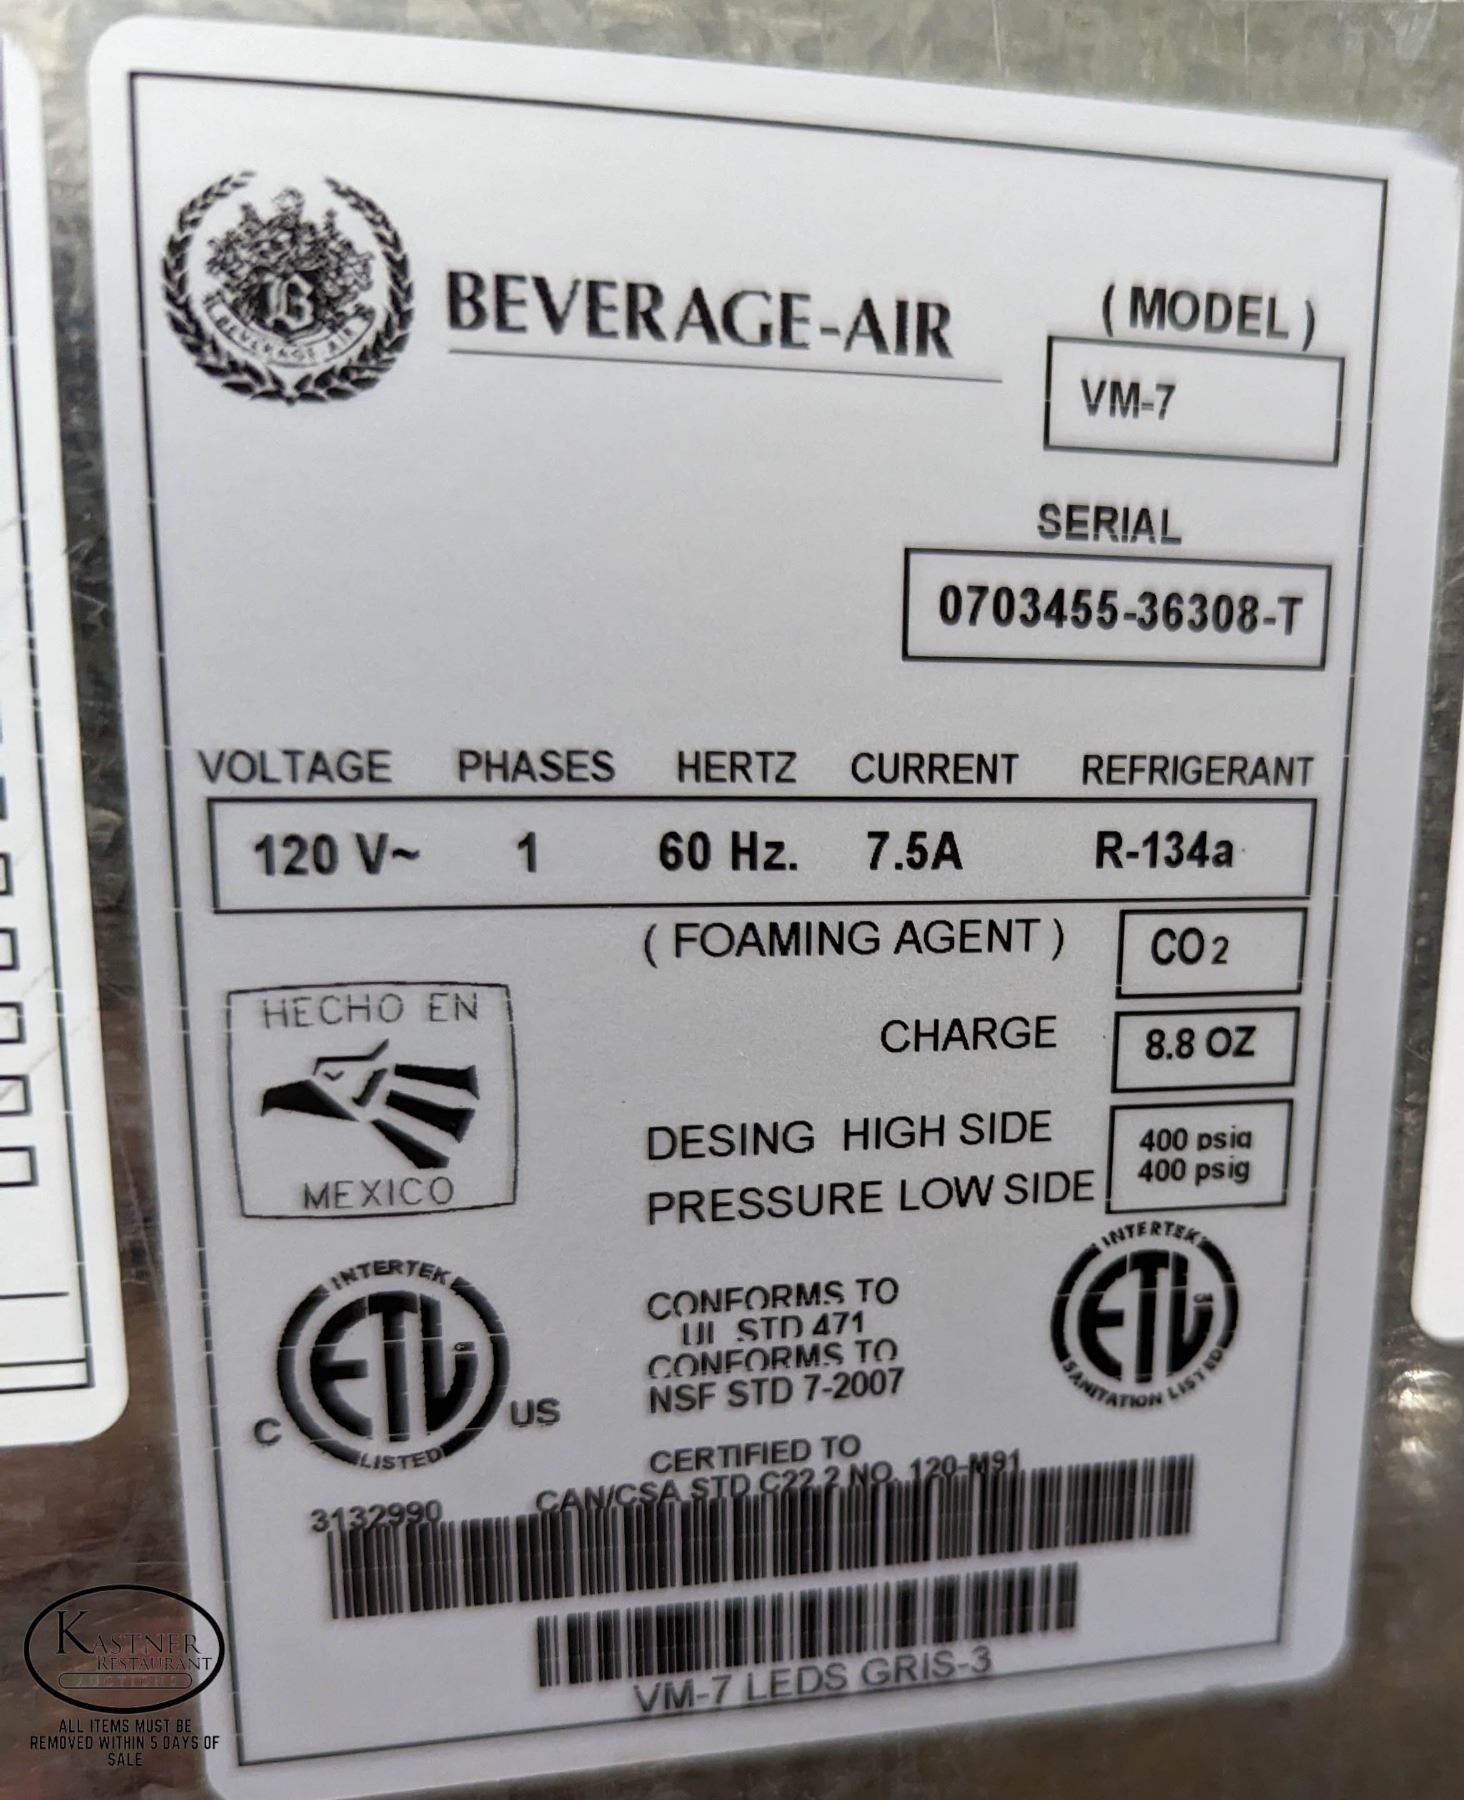 BEVERAGE AIR
B
BEVERAGE-AIR
(MODEL)
VM-7
SERIAL
0703455-36308-T
VOLTAGE PHASES HERTZ CURRENT REFRIGERANT
120 V~ 1 60 Hz. 7.5A R-134a
( FOAMING AGENT ) CO2
CHARGE 8.8 OZ
DESING HIGH SIDE 400 psig
PRESSURE LOW SIDE 400 psig
HECHO EN
MEXICO
INTERTEK
ETL
LISTED
C US
3132990
CONFORMS TO
UL STD 471
CONFORMS TO
NSF STD 7-2007
CERTIFIED TO
CAN/CSA STD C22.2 NO. 120-M91
INTERTEK
ETL
SANITATION LISTED
VM-7 LEDS GRIS-3
KASTNER
RESTAURANT
AUCTIONS
ALL ITEMS MUST BE
REMOVED WITHIN 5 DAYS OF
SALE